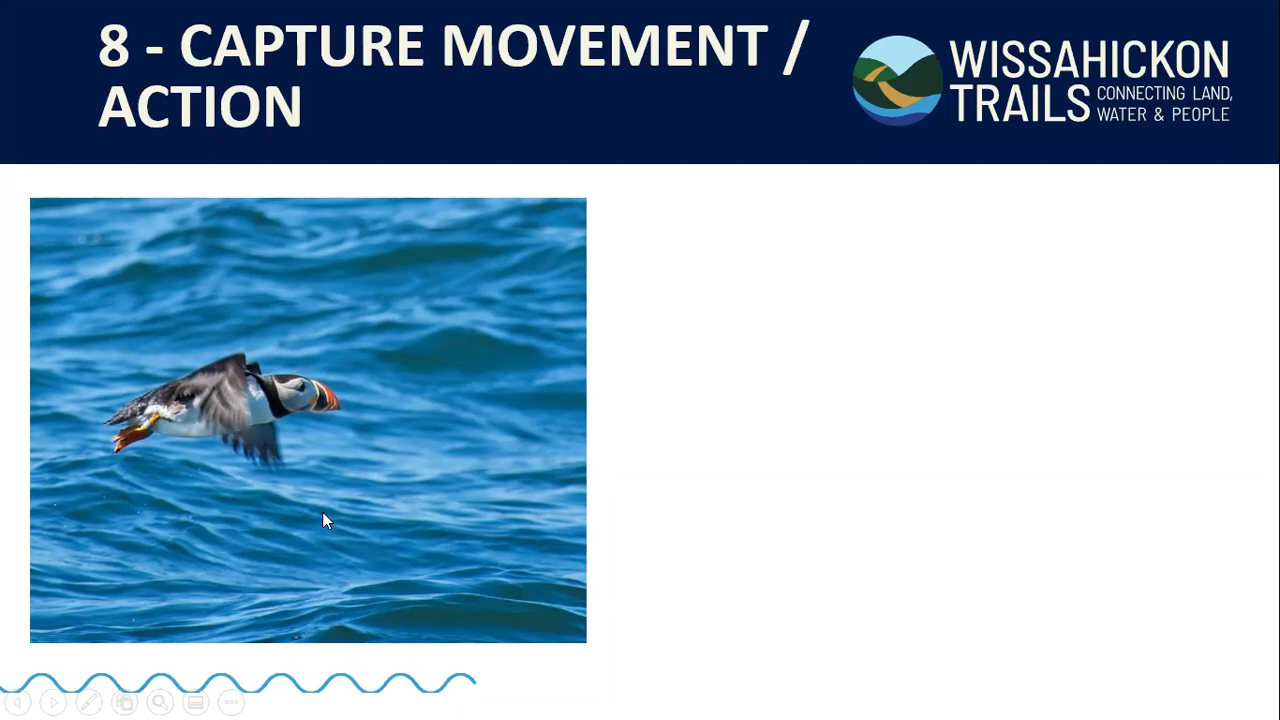 8 - CAPTURE MOVEMENT /
ACTION
WISSAHICKON
TRAILS
CONNECTING LAND,
WATER & PEOPLE